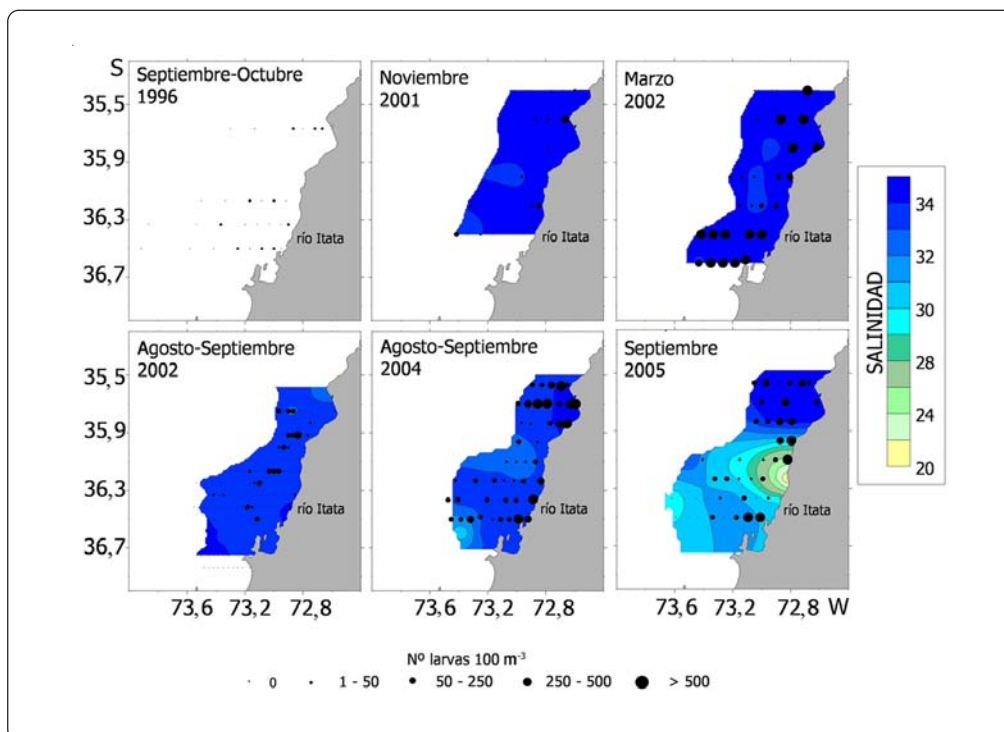 S
Septiembre-Octubre
1996
Noviembre
2001
Marzo
2002
35,5
35,9
36,3
36,7
río Itata
río Itata
río Itata
Agosto-Septiembre
2002
Agosto-Septiembre
2004
Septiembre
2005
35,5
35,9
36,3
36,7
río Itata
río Itata
río Itata
73,6 73,2 72,8
73,6 73,2 72,8
73,6 73,2 72,8 W
SALINIDAD
34
32
30
28
24
20
Nº larvas 100 m⁻³
0 1 - 50 50 - 250 250 - 500 > 500